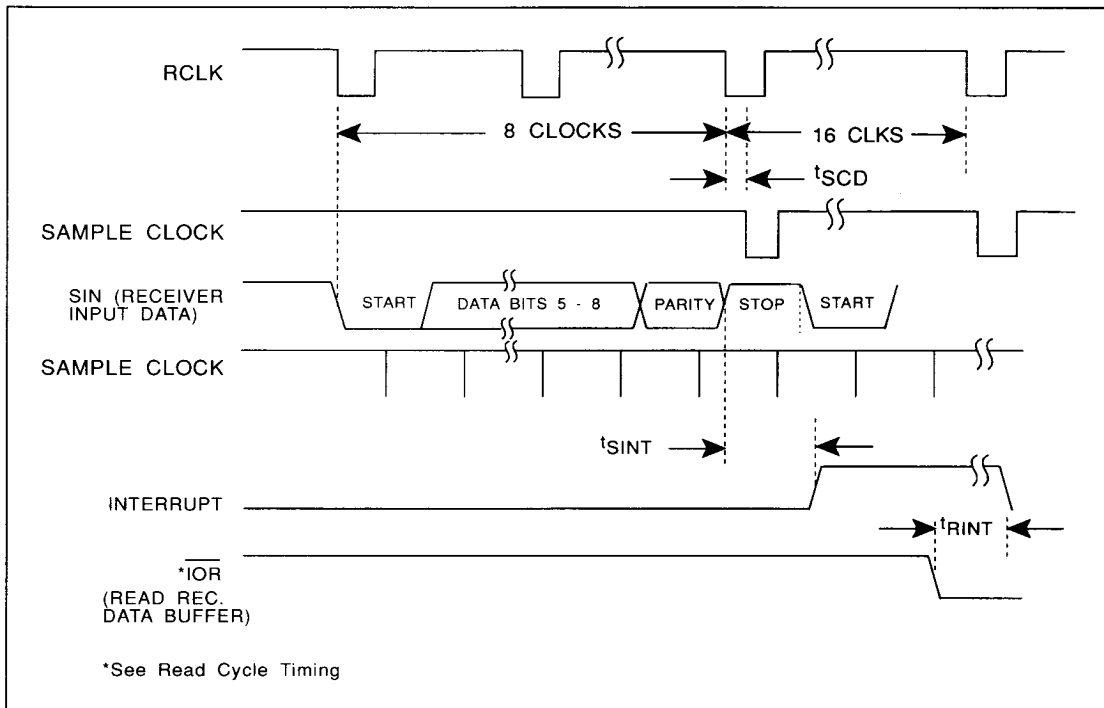 RCLK
8 CLOCKS
16 CLKS
tSCD
SAMPLE CLOCK
SIN (RECEIVER
INPUT DATA)
START
DATA BITS 5 - 8
PARITY
STOP
START
SAMPLE CLOCK
tSINT
INTERRUPT
tRINT
*IOR
(READ REC.
DATA BUFFER)
*See Read Cycle Timing